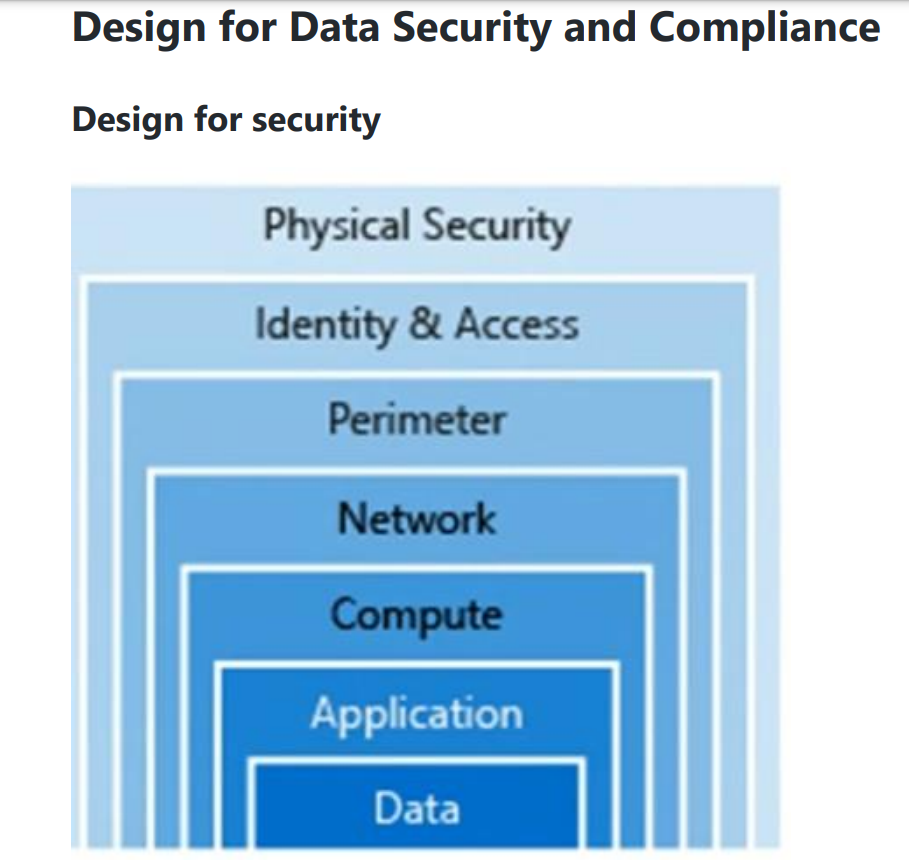 Design for Data Security and Compliance
Design for security
Physical Security
Identity & Access
Perimeter
Network
Compute
Application
Data